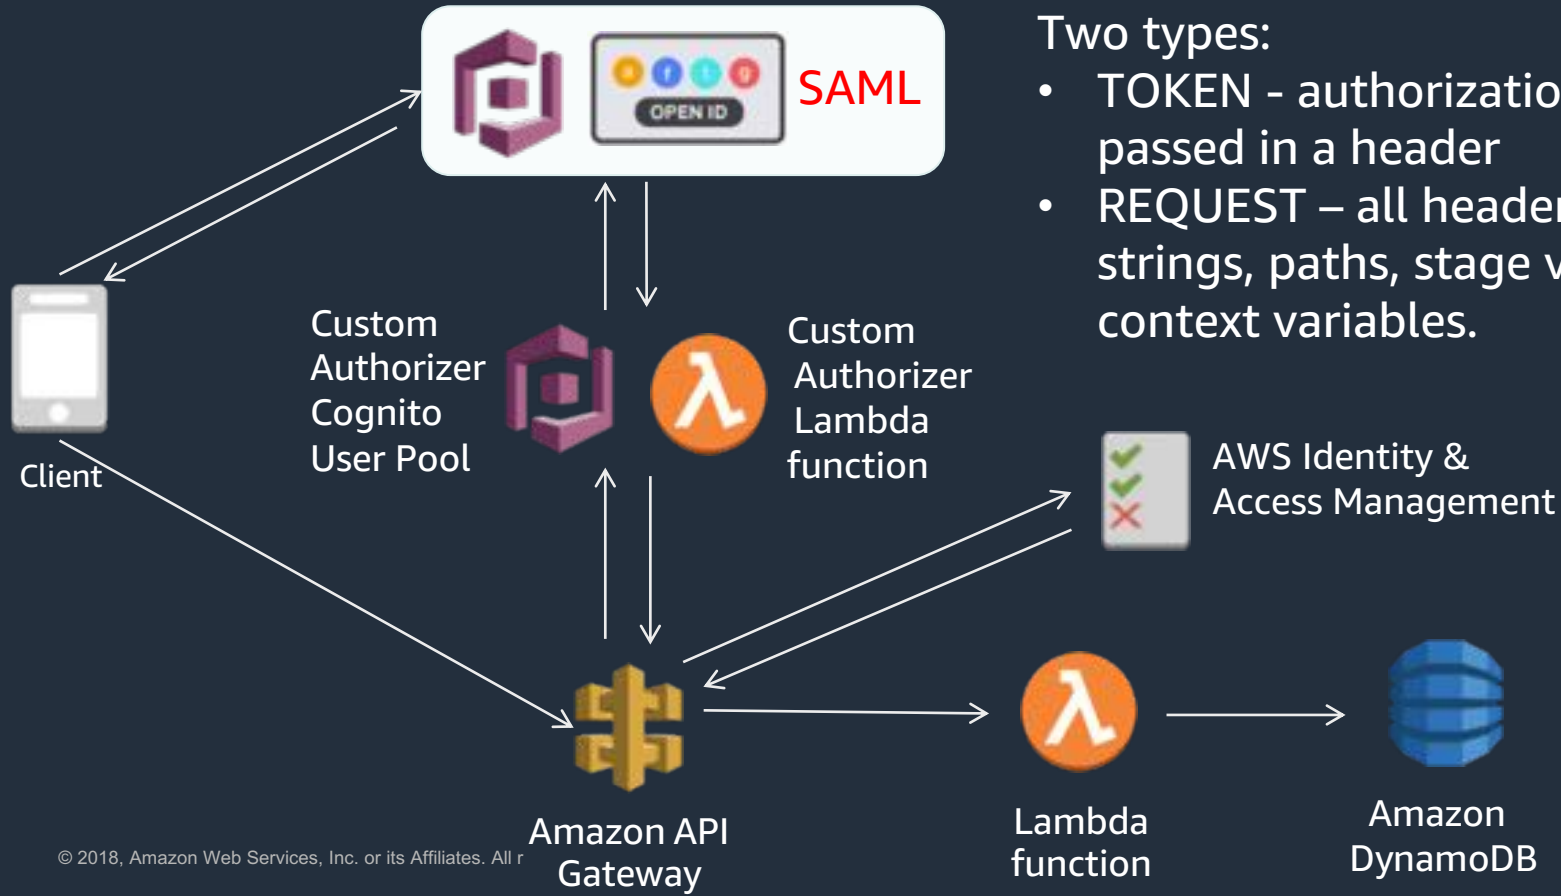 SAML
OPEN ID
Two types:
• TOKEN - authorizatio
passed in a header
• REQUEST – all header
strings, paths, stage v
context variables.
Custom
Authorizer
Cognito
User Pool
Custom
Authorizer
Lambda
function
Client
AWS Identity &
Access Management
Amazon API
Gateway
Lambda
function
Amazon
DynamoDB
© 2018, Amazon Web Services, Inc. or its Affiliates. All r